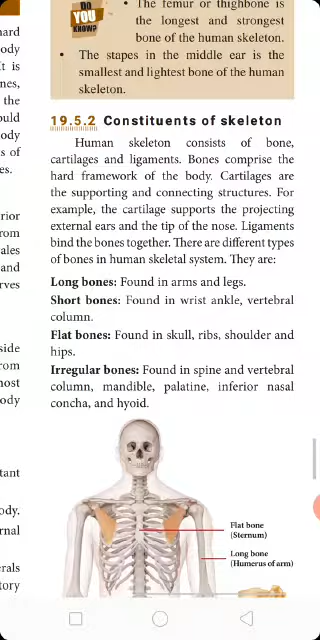 DO
YOU
KNOW?
• The femur or thighbone is
the longest and strongest
bone of the human skeleton.
• The stapes in the middle ear is the
smallest and lightest bone of the human
skeleton.
19.5.2 Constituents of skeleton
Human skeleton consists of bone,
cartilages and ligaments. Bones comprise the
hard framework of the body. Cartilages are
the supporting and connecting structures. For
example, the cartilage supports the projecting
external ears and the tip of the nose. Ligaments
bind the bones together. There are different types
of bones in human skeletal system. They are:
Long bones: Found in arms and legs.
Short bones: Found in wrist ankle, vertebral
column.
Flat bones: Found in skull, ribs, shoulder and
hips.
Irregular bones: Found in spine and vertebral
column, mandible, palatine, inferior nasal
concha, and hyoid.
Flat bone
(Sternum)
Long bone
(Humerus of arm)